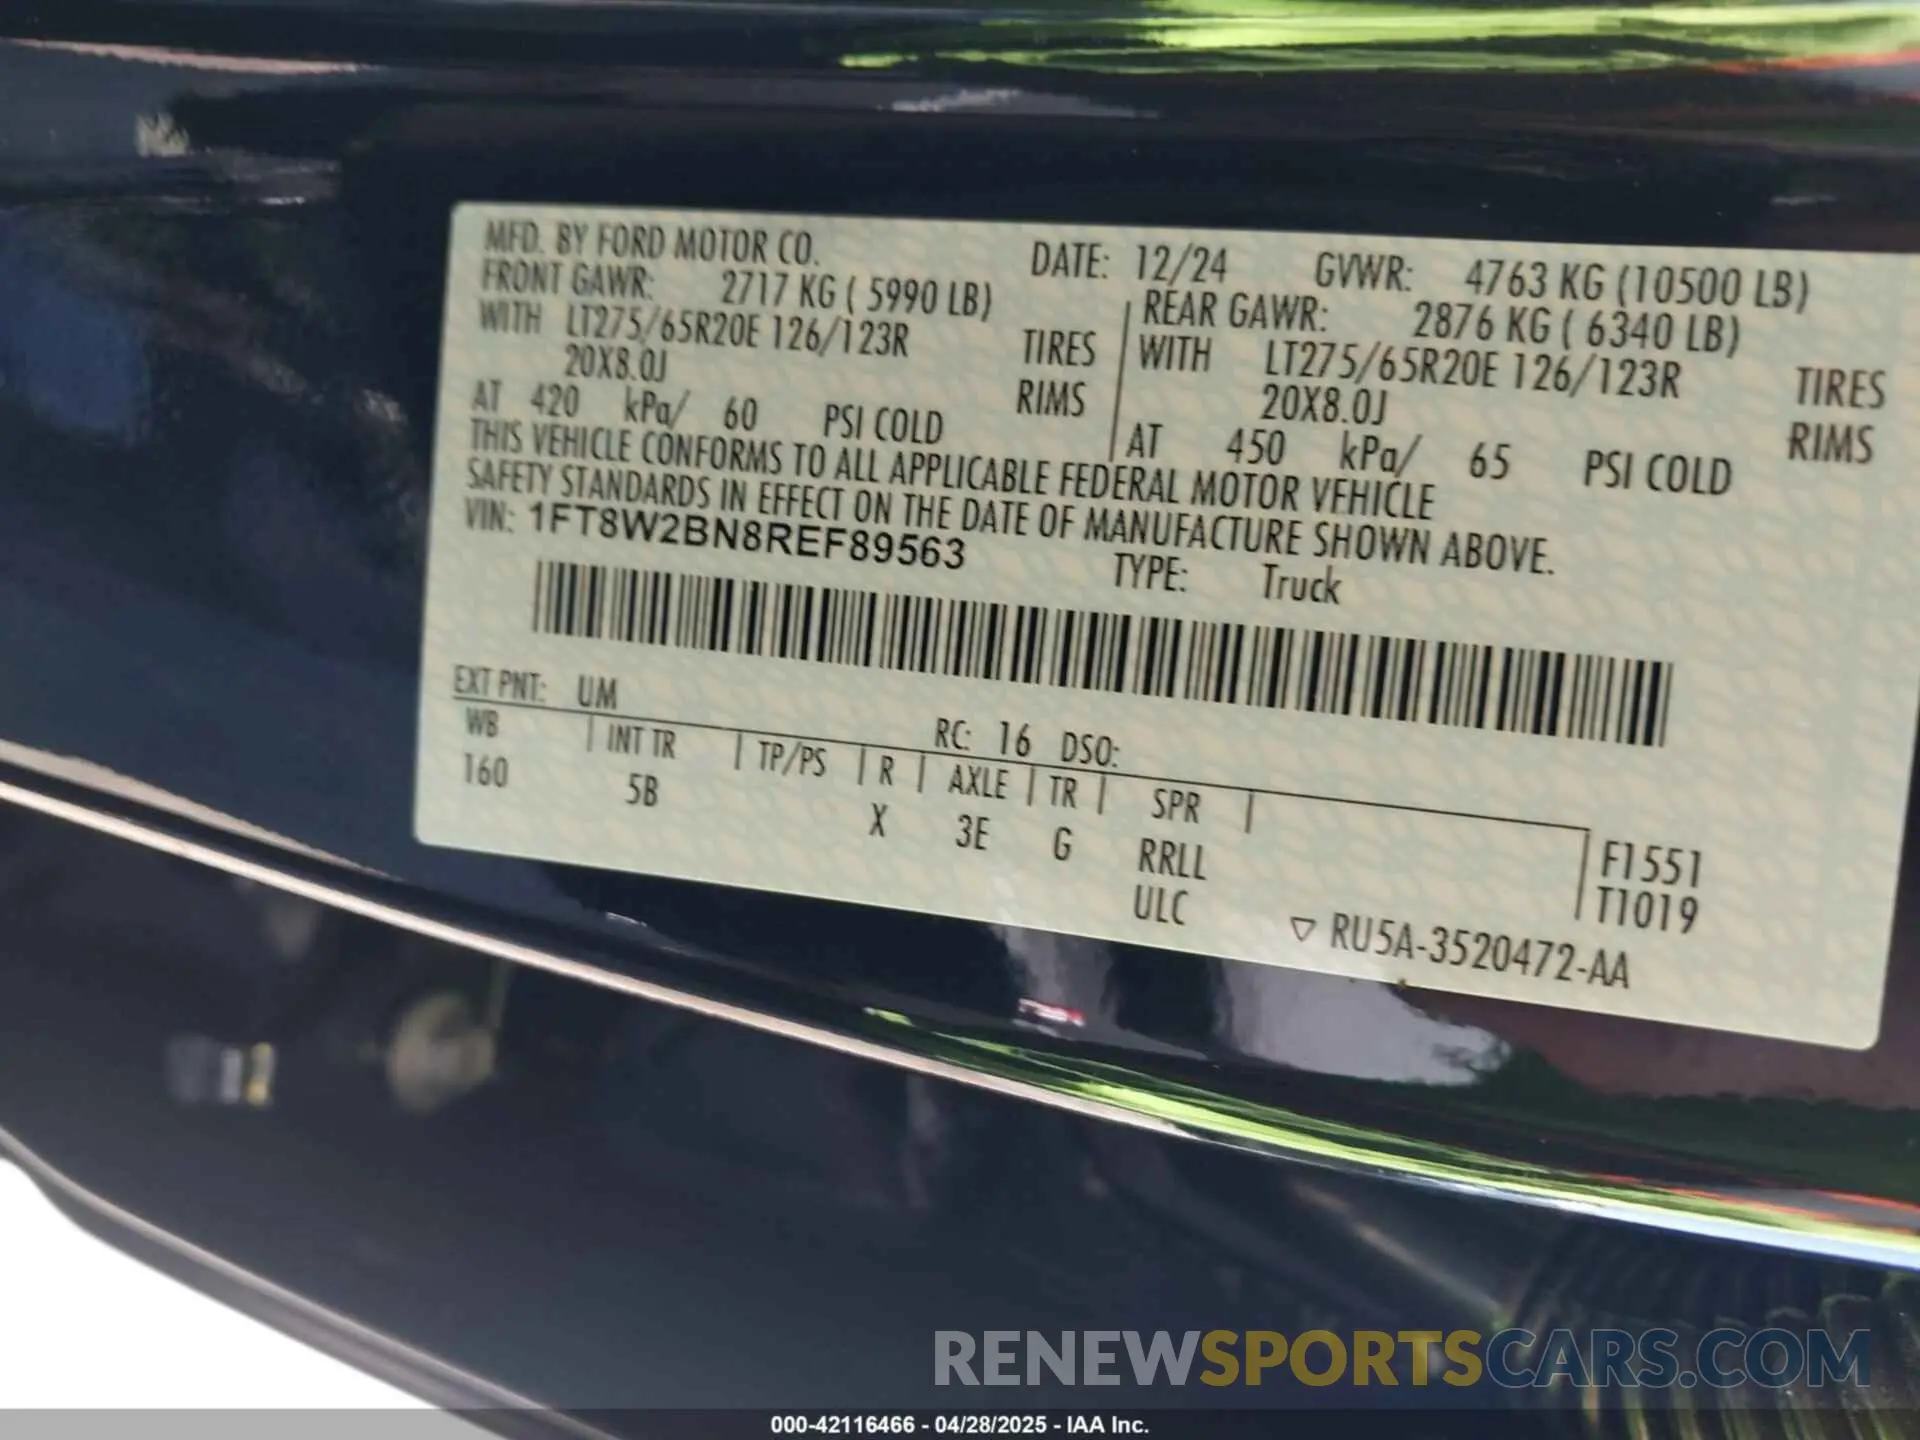 MFD. BY FORD MOTOR CO. DATE: 12/24 GVWR: 4763 KG (10500 LB)
FRONT GAWR: 2717 KG ( 5990 LB) REAR GAWR: 2876 KG ( 6340 LB)
WITH LT275/65R20E 126/123R TIRES WITH LT275/65R20E 126/123R TIRES
20X8.0J RIMS 20X8.0J RIMS
AT 420 kPa/ 60 PSI COLD AT 450 kPa/ 65 PSI COLD
THIS VEHICLE CONFORMS TO ALL APPLICABLE FEDERAL MOTOR VEHICLE
SAFETY STANDARDS IN EFFECT ON THE DATE OF MANUFACTURE SHOWN ABOVE.
VIN: 1FT8W2BN8REF89563 TYPE: Truck
EXT PNT: UM RC: 16 DSO:
WB INT TR TP/PS R AXLE TR SPR
160 5B X 3E G RRLL F1551
ULC T1019
▽ RU5A-3520472-AA
RENEWSPORTSCARS.COM
000-42116466 - 04/28/2025 - IAA Inc.